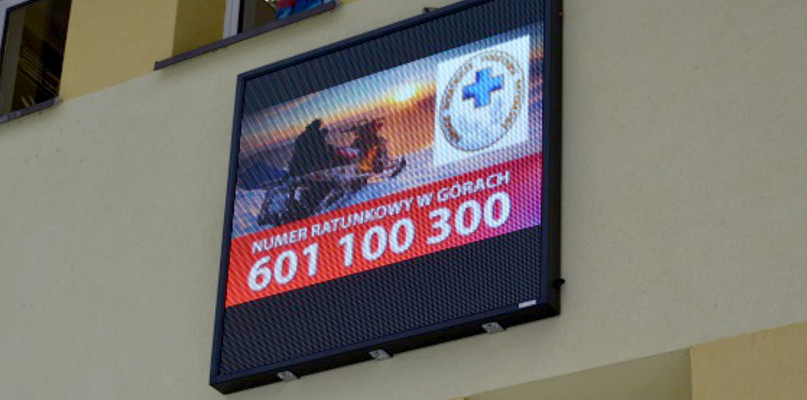 NUMER RATUNKOWY W GÓRACH
601 100 300